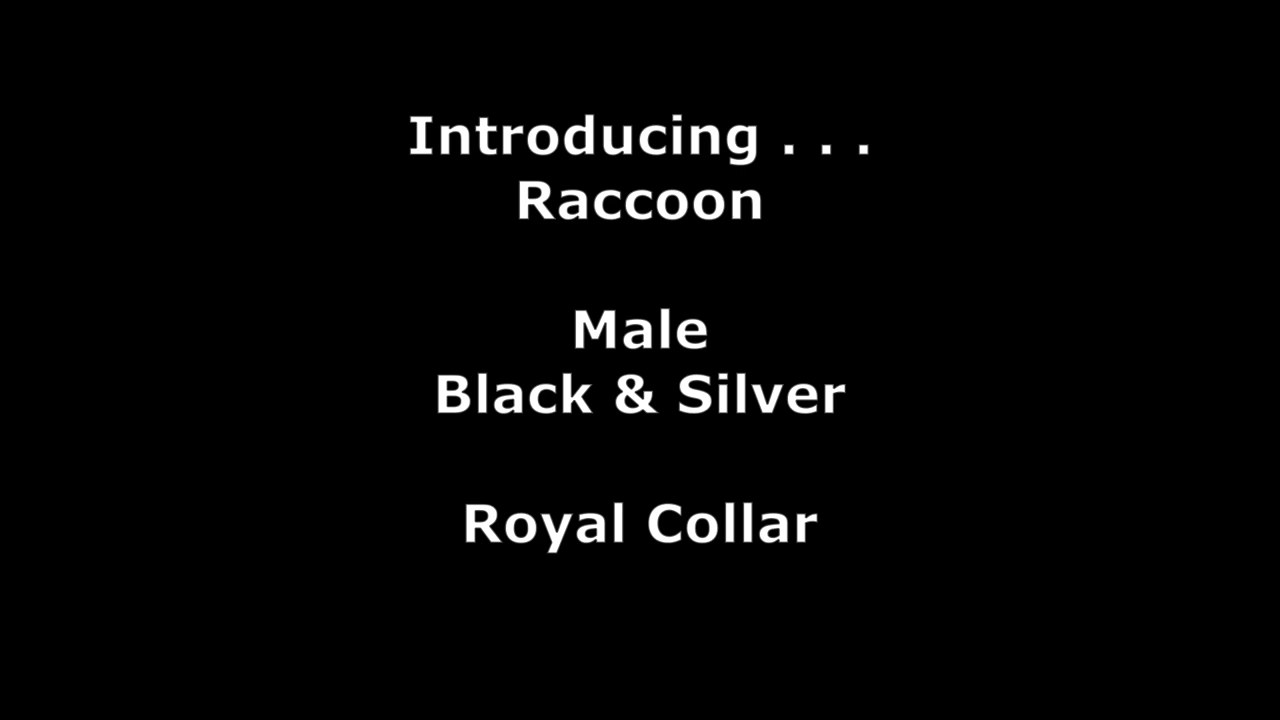 Introducing . . .
Raccoon
Male
Black & Silver
Royal Collar